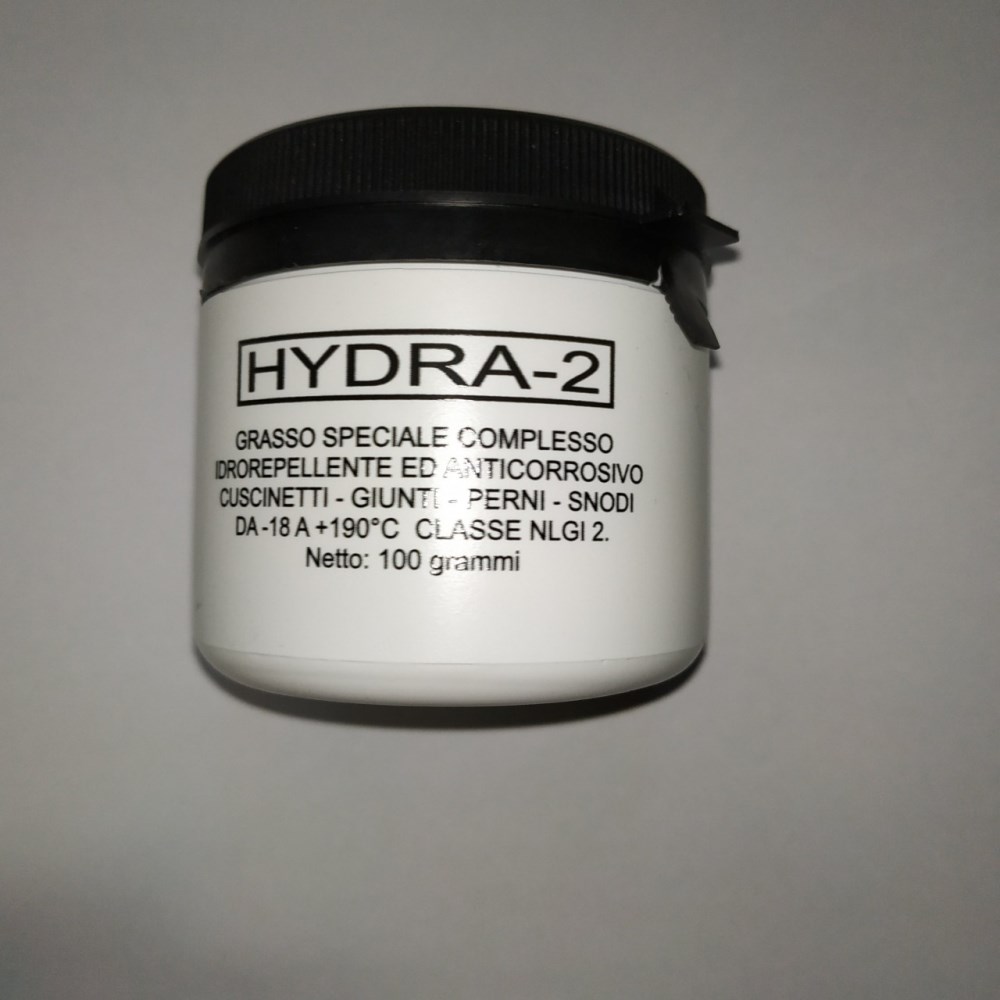 HYDRA-2
GRASSO SPECIALE COMPLESSO
IDROREPELLENTE ED ANTICORROSIVO
CUSCINETTI - GIUNTI - PERNI - SNODI
DA -18 A +190°C CLASSE NLGI 2.
Netto: 100 grammi